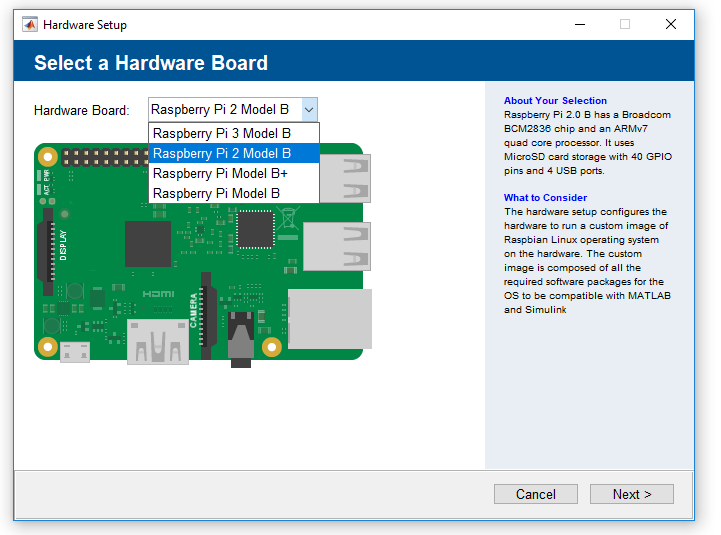 Hardware Setup
Select a Hardware Board
Hardware Board:
Raspberry Pi 2 Model B
Raspberry Pi 3 Model B
Raspberry Pi 2 Model B
Raspberry Pi Model B+
Raspberry Pi Model B
ACT PWR
DISPLAY
HDMI
CAMERA
About Your Selection
Raspberry Pi 2.0 B has a Broadcom
BCM2836 chip and an ARMv7
quad core processor. It uses
MicroSD card storage with 40 GPIO
pins and 4 USB ports.
What to Consider
The hardware setup configures the
hardware to run a custom image of
Raspbian Linux operating system
on the hardware. The custom
image is composed of all the
required software packages for the
OS to be compatible with MATLAB
and Simulink
Cancel
Next >